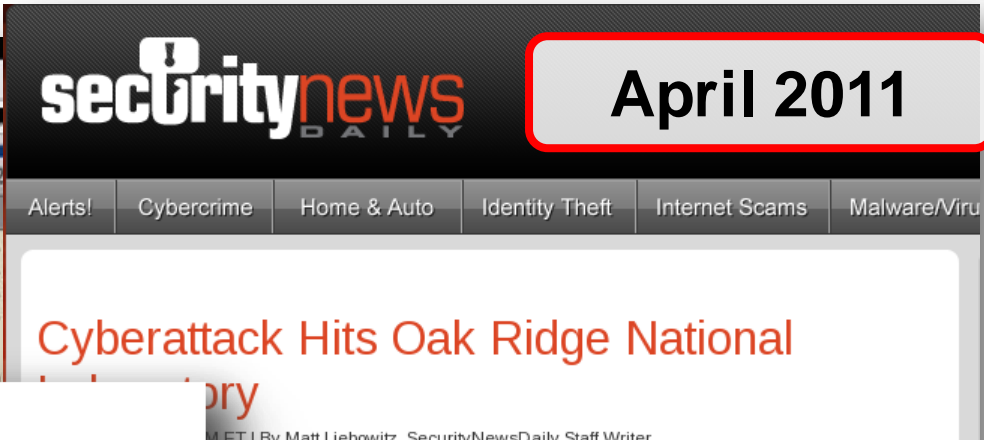 securitynews
DAILY
April 2011
Alerts! Cybercrime Home & Auto Identity Theft Internet Scams
Cyberattack Hits Oak Ridge National
ET | By Matt Liebowitz, SecurityNewsDaily Staff Writer